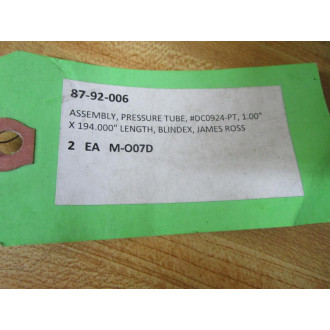 87-92-006
ASSEMBLY, PRESSURE TUBE, #DC0924-PT, 1.00"
X 194.000" LENGTH, BLINDEX, JAMES ROSS
2 EA M-O07D